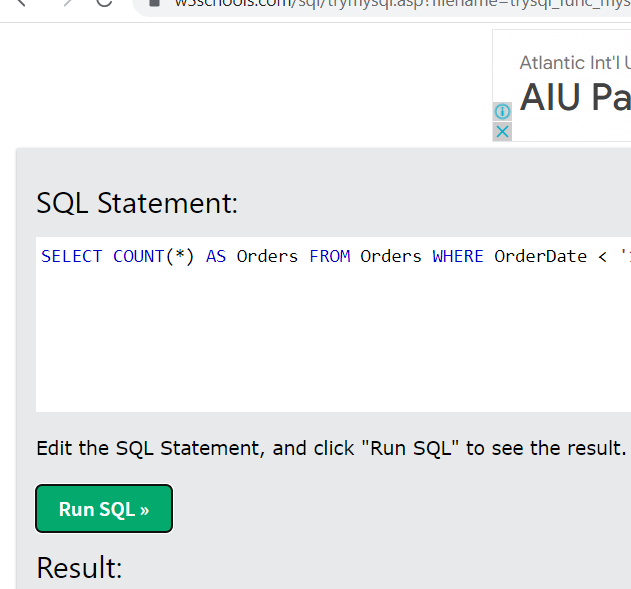 w3schools.com/sql/trymysql.asp?filename=trysql_func_mys
Atlantic Int'l U
AIU Pa
SQL Statement:
SELECT COUNT(*) AS Orders FROM Orders WHERE OrderDate < '
Edit the SQL Statement, and click "Run SQL" to see the result.
Run SQL »
Result: